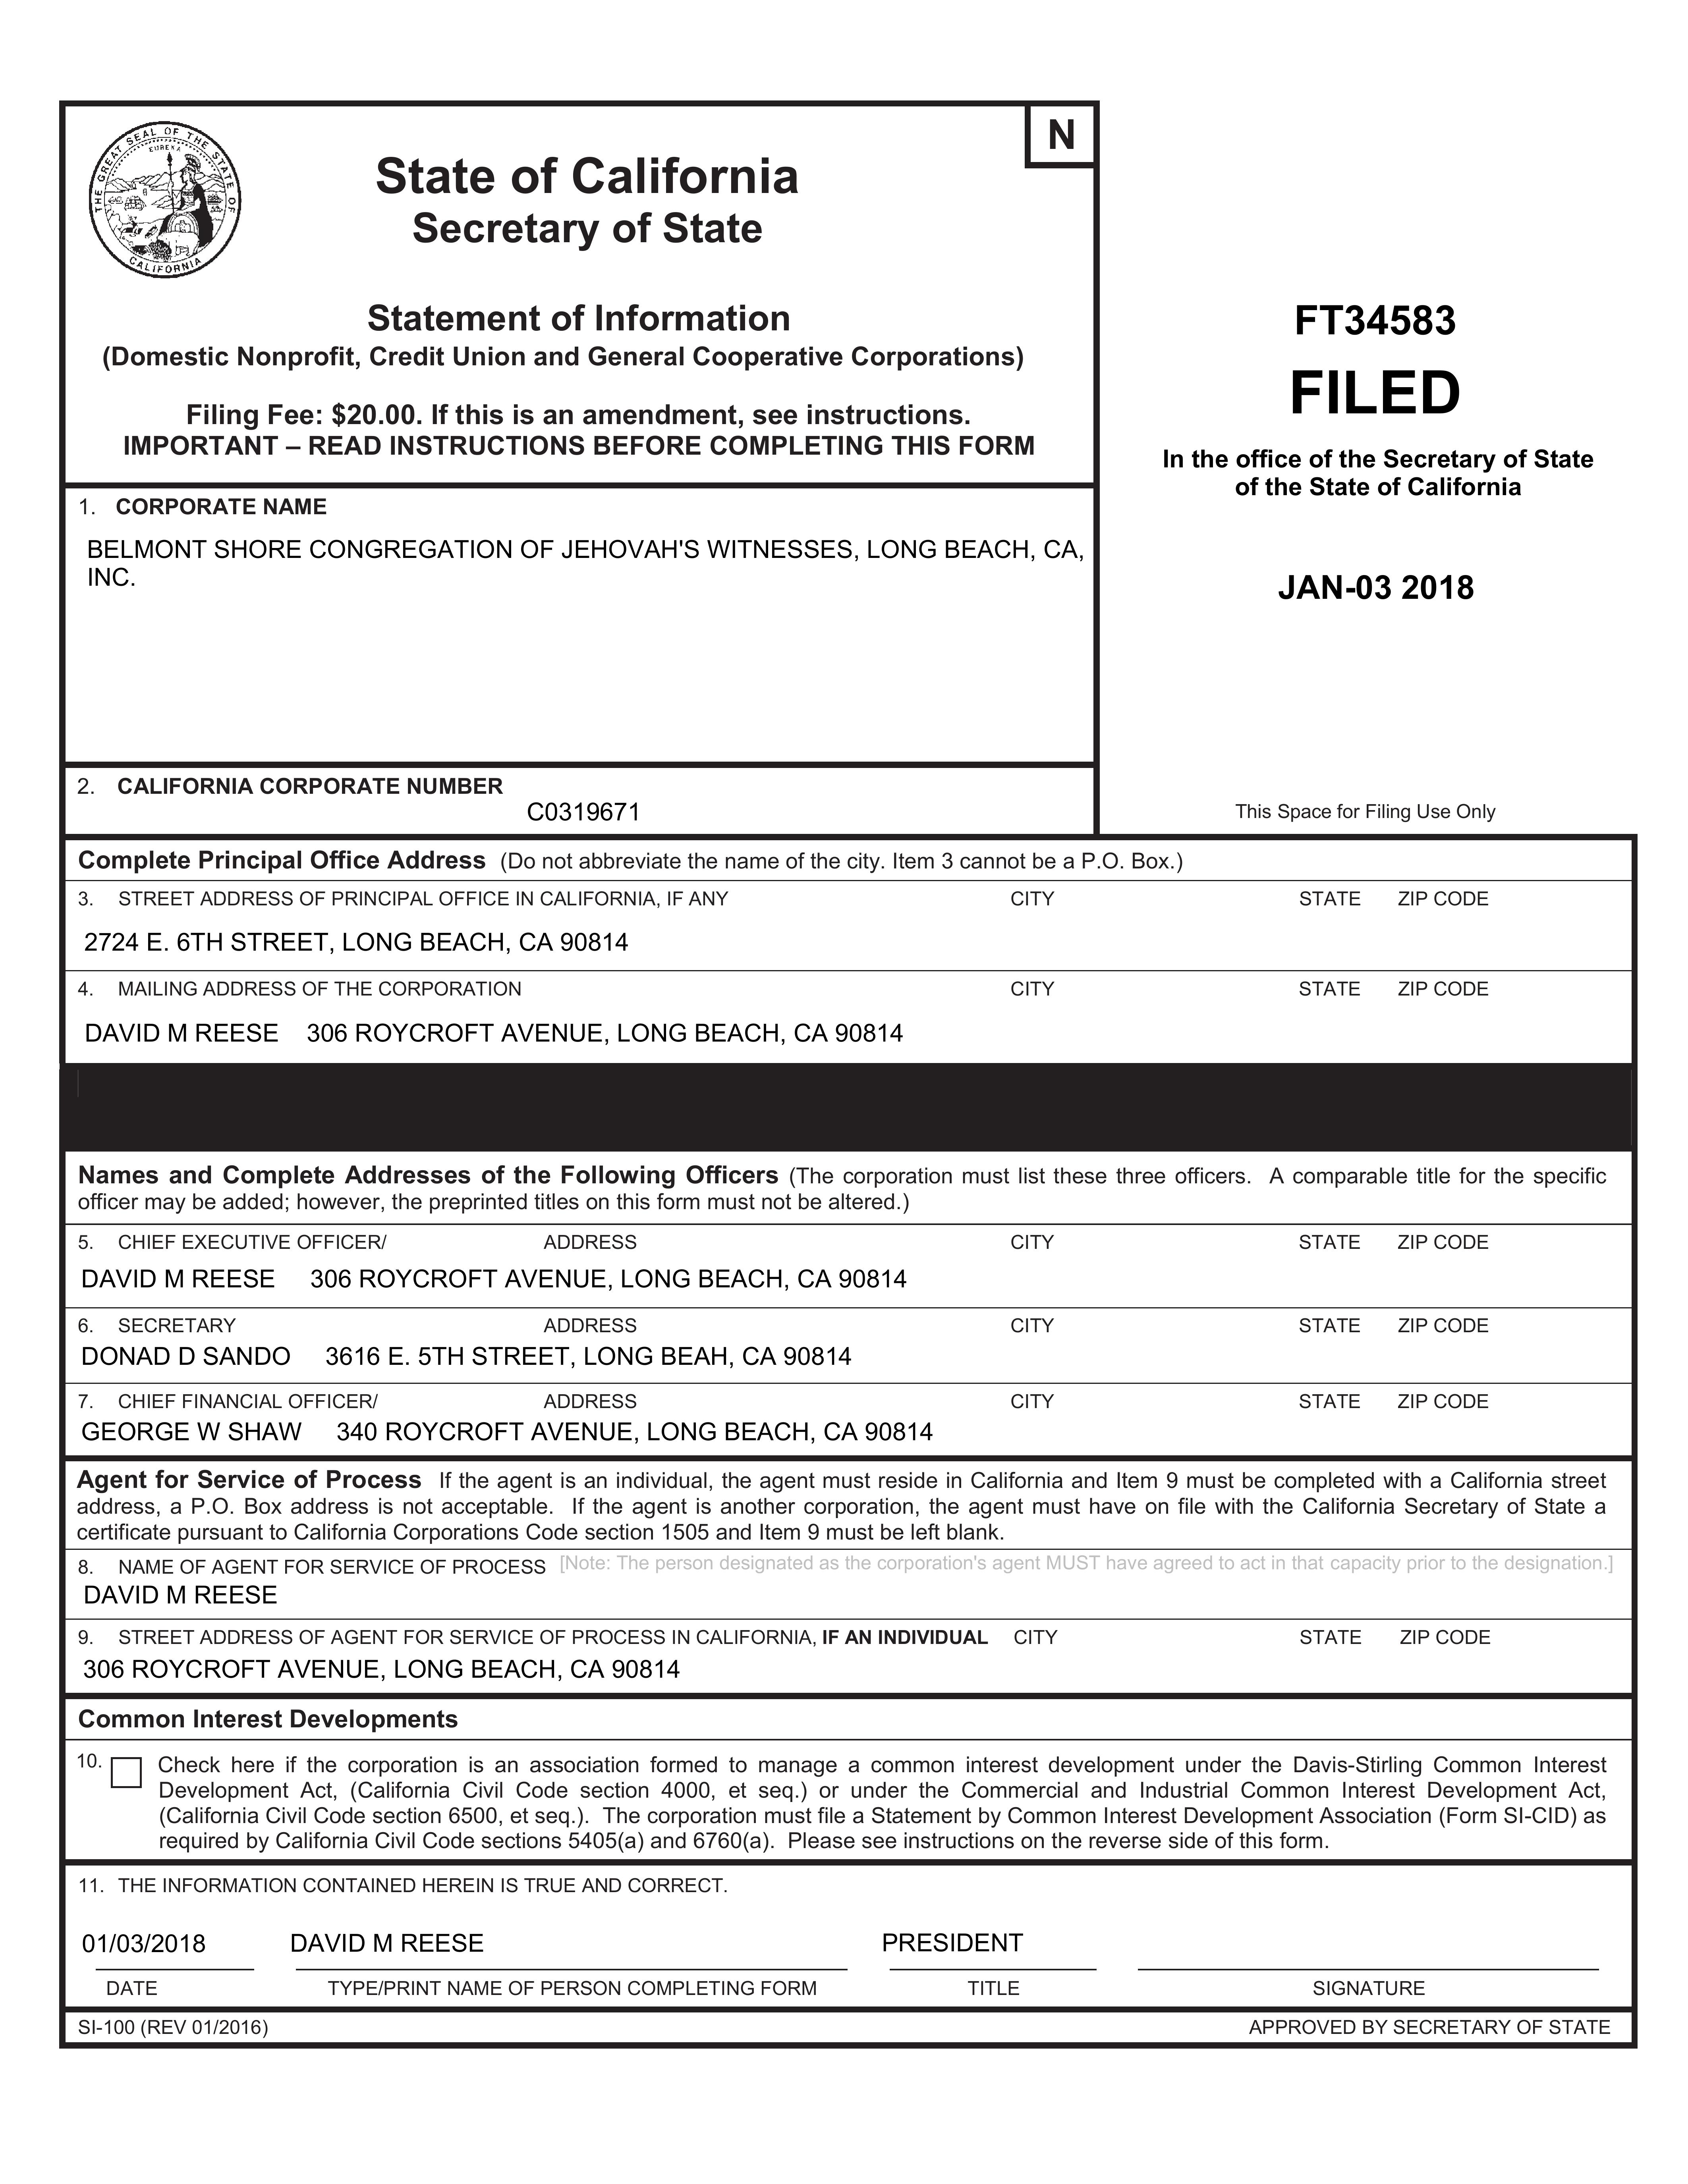 THE GREAT SEAL OF THE STATE OF
EUREKA
CALIFORNIA
N
State of California
Secretary of State
Statement of Information
(Domestic Nonprofit, Credit Union and General Cooperative Corporations)
Filing Fee: $20.00. If this is an amendment, see instructions.
IMPORTANT – READ INSTRUCTIONS BEFORE COMPLETING THIS FORM
FT34583
FILED
In the office of the Secretary of State
of the State of California
JAN-03 2018
1. CORPORATE NAME
BELMONT SHORE CONGREGATION OF JEHOVAH'S WITNESSES, LONG BEACH, CA,
INC.
2. CALIFORNIA CORPORATE NUMBER
C0319671
This Space for Filing Use Only
Complete Principal Office Address (Do not abbreviate the name of the city. Item 3 cannot be a P.O. Box.)
3. STREET ADDRESS OF PRINCIPAL OFFICE IN CALIFORNIA, IF ANY CITY STATE ZIP CODE
2724 E. 6TH STREET, LONG BEACH, CA 90814
4. MAILING ADDRESS OF THE CORPORATION CITY STATE ZIP CODE
DAVID M REESE 306 ROYCROFT AVENUE, LONG BEACH, CA 90814
Names and Complete Addresses of the Following Officers (The corporation must list these three officers. A comparable title for the specific
officer may be added; however, the preprinted titles on this form must not be altered.)
5. CHIEF EXECUTIVE OFFICER/ ADDRESS CITY STATE ZIP CODE
DAVID M REESE 306 ROYCROFT AVENUE, LONG BEACH, CA 90814
6. SECRETARY ADDRESS CITY STATE ZIP CODE
DONAD D SANDO 3616 E. 5TH STREET, LONG BEAH, CA 90814
7. CHIEF FINANCIAL OFFICER/ ADDRESS CITY STATE ZIP CODE
GEORGE W SHAW 340 ROYCROFT AVENUE, LONG BEACH, CA 90814
Agent for Service of Process If the agent is an individual, the agent must reside in California and Item 9 must be completed with a California street
address, a P.O. Box address is not acceptable. If the agent is another corporation, the agent must have on file with the California Secretary of State a
certificate pursuant to California Corporations Code section 1505 and Item 9 must be left blank.
8. NAME OF AGENT FOR SERVICE OF PROCESS [Note: The person designated as the corporation's agent MUST have agreed to act in that capacity prior to the designation.]
DAVID M REESE
9. STREET ADDRESS OF AGENT FOR SERVICE OF PROCESS IN CALIFORNIA, IF AN INDIVIDUAL CITY STATE ZIP CODE
306 ROYCROFT AVENUE, LONG BEACH, CA 90814
Common Interest Developments
10. Check here if the corporation is an association formed to manage a common interest development under the Davis-Stirling Common Interest
Development Act, (California Civil Code section 4000, et seq.) or under the Commercial and Industrial Common Interest Development Act,
(California Civil Code section 6500, et seq.). The corporation must file a Statement by Common Interest Development Association (Form SI-CID) as
required by California Civil Code sections 5405(a) and 6760(a). Please see instructions on the reverse side of this form.
11. THE INFORMATION CONTAINED HEREIN IS TRUE AND CORRECT.
01/03/2018 DAVID M REESE PRESIDENT
DATE TYPE/PRINT NAME OF PERSON COMPLETING FORM TITLE SIGNATURE
SI-100 (REV 01/2016) APPROVED BY SECRETARY OF STATE